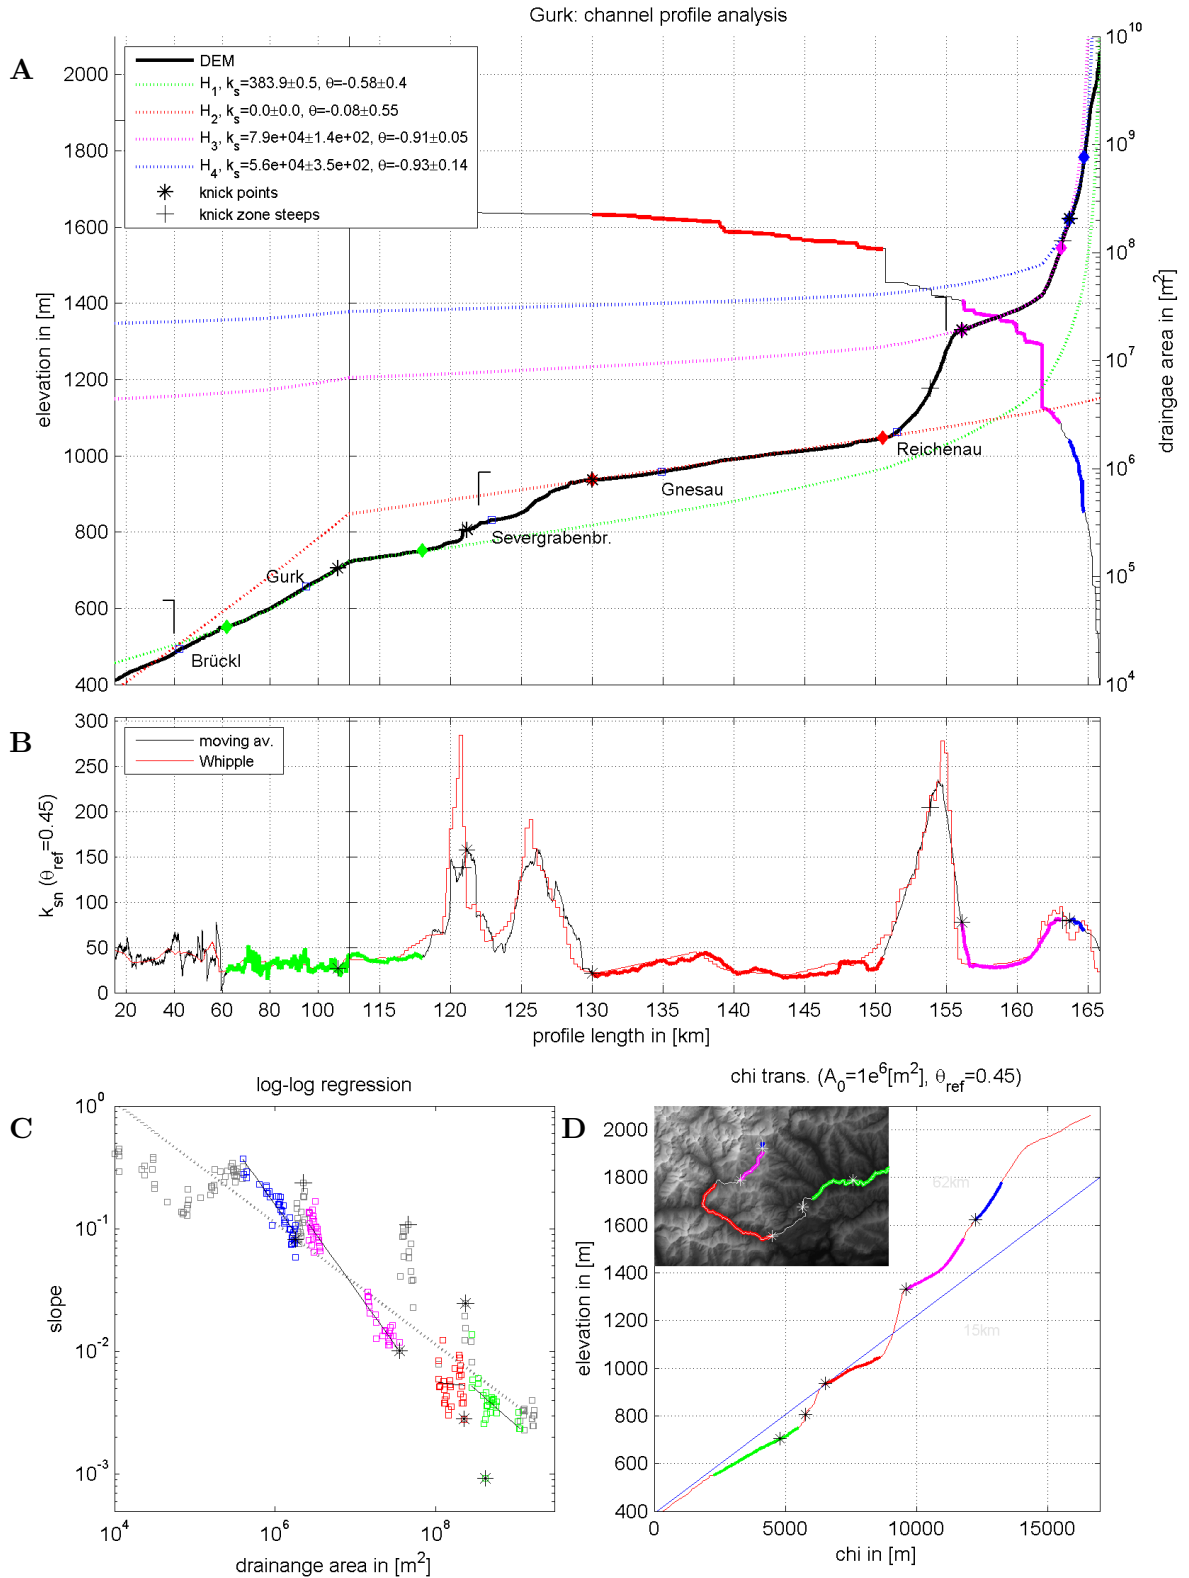 Gurk: channel profile analysis
A
DEM
H1, ks=383.9±0.5, θ=-0.58±0.4
H2, ks=0.0±0.0, θ=-0.08±0.55
H3, ks=7.9e+04±1.4e+02, θ=-0.91±0.05
H4, ks=5.6e+04±3.5e+02, θ=-0.93±0.14
knick points
knick zone steeps
2000
1800
1600
1400
1200
1000
800
600
400
elevation in [m]
10^10
10^9
10^8
10^7
10^6
10^5
10^4
draingae area in [m^2]
Reichenau
Gnesau
Severgrabenbr.
Gurk
Brückl
B
moving av.
Whipple
300
250
200
150
100
50
0
ksn (θref=0.45)
20 40 60 80 100 115 120 125 130 135 140 145 150 155 160 165
profile length in [km]
C
log-log regression
10^0
10^-1
10^-2
10^-3
slope
10^4 10^6 10^8
drainange area in [m^2]
D
chi trans. (A0=1e^6[m^2], θref=0.45)
2000
1800
1600
1400
1200
1000
800
600
400
elevation in [m]
62km
15km
0 5000 10000 15000
chi in [m]